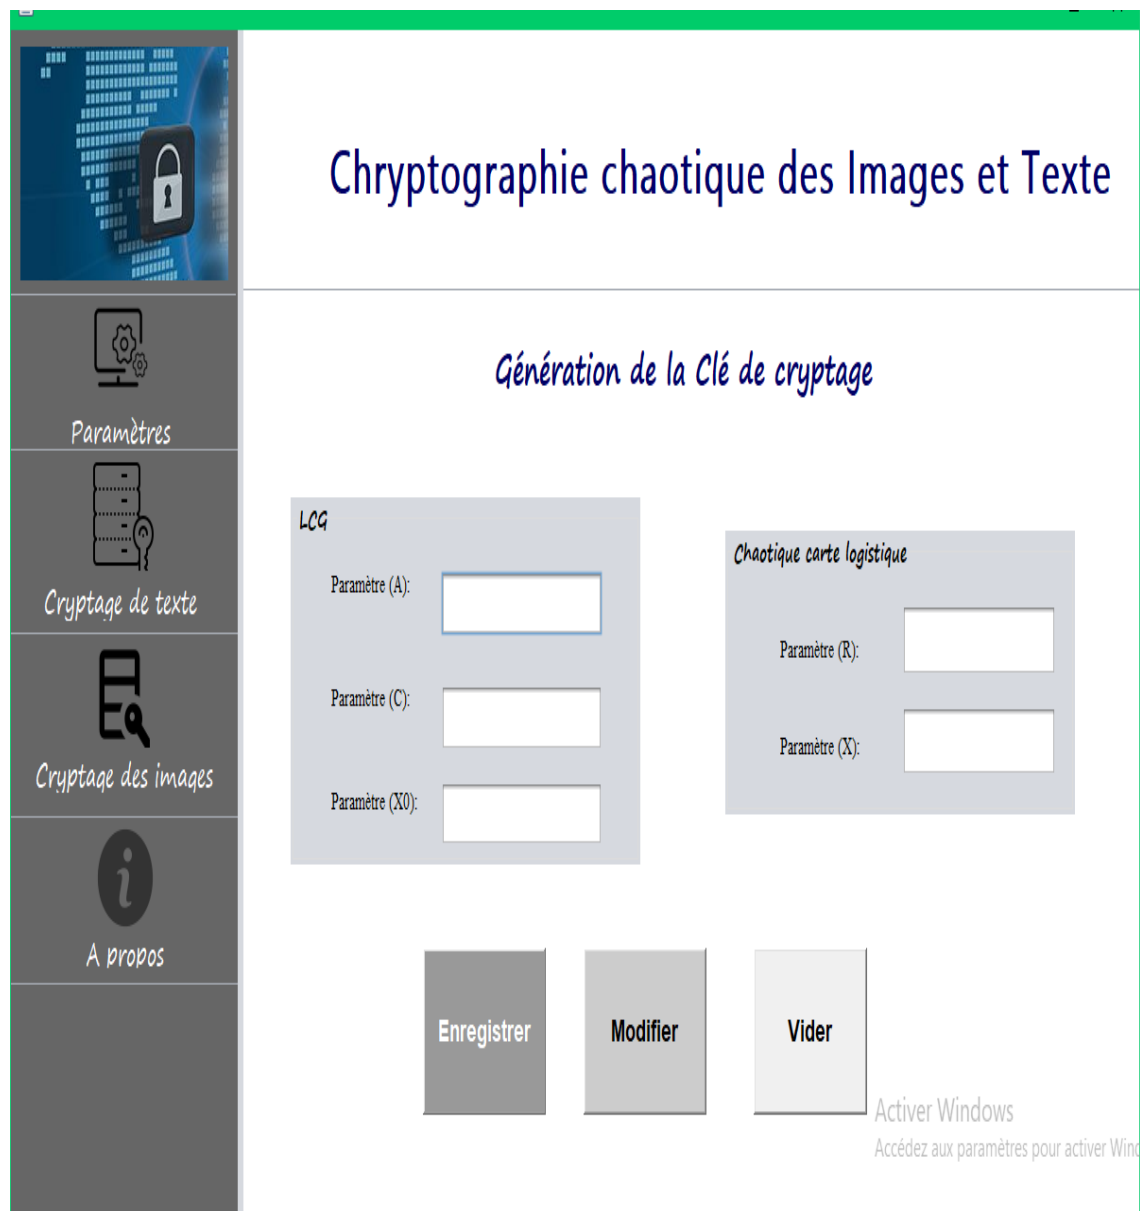 Chryptographie chaotique des Images et Texte
Paramètres
Cryptage de texte
Cryptage des images
A propos
Génération de la Clé de cryptage
LCG
Paramètre (A):
Paramètre (C):
Paramètre (X0):
Chaotique carte logistique
Paramètre (R):
Paramètre (X):
Enregistrer
Modifier
Vider
Activer Windows
Accédez aux paramètres pour activer Winc